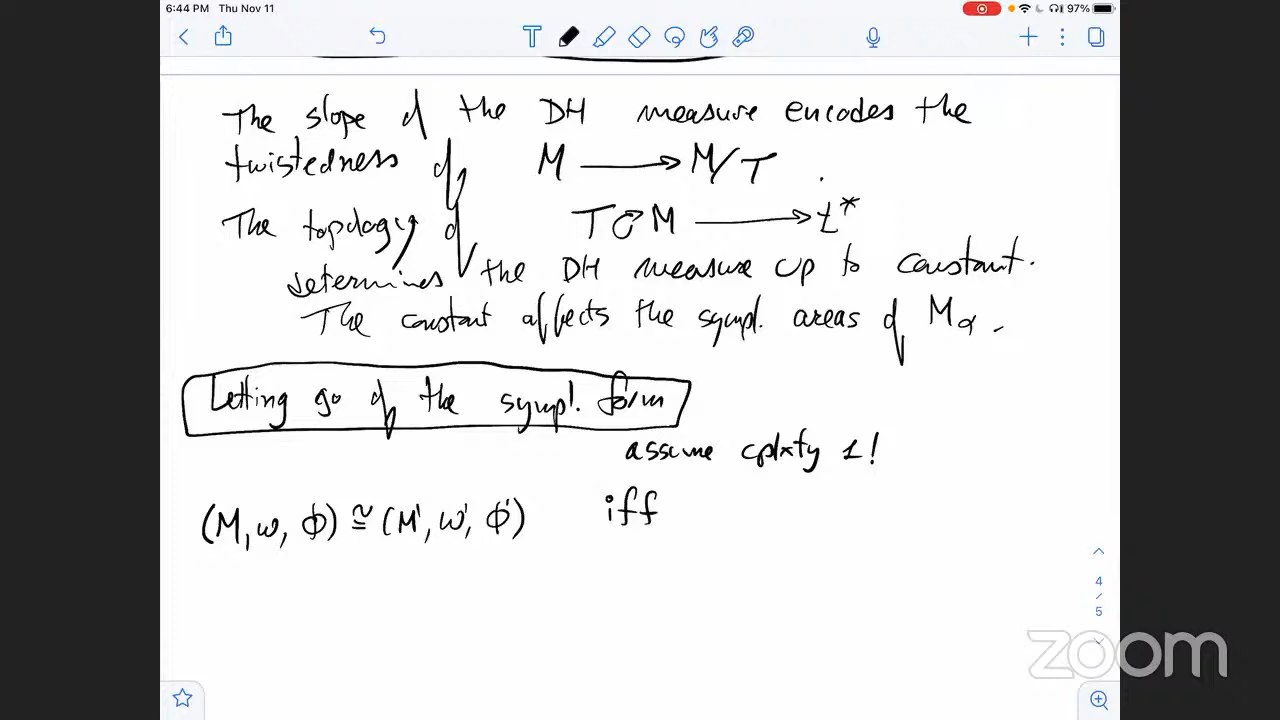 6:44 PM Thu Nov 11
97%
The slope of the DH measure encodes the
twistedness of M → M/T.
The topology of T ↻ M → t*
determines the DH measure up to constant.
The constant affects the sympl. areas of Mα.
Letting go of the sympl. form
assume cplxty 1!
(M, ω, Φ) ≅ (M', ω', Φ') iff
4
/
5
zoom